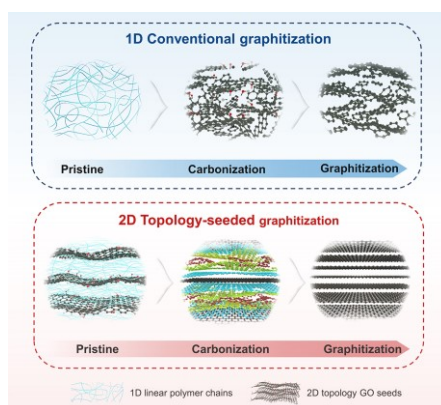 1D Conventional graphitization
Pristine Carbonization Graphitization
2D Topology-seeded graphitization
Pristine Carbonization Graphitization
1D linear polymer chains 2D topology GO seeds